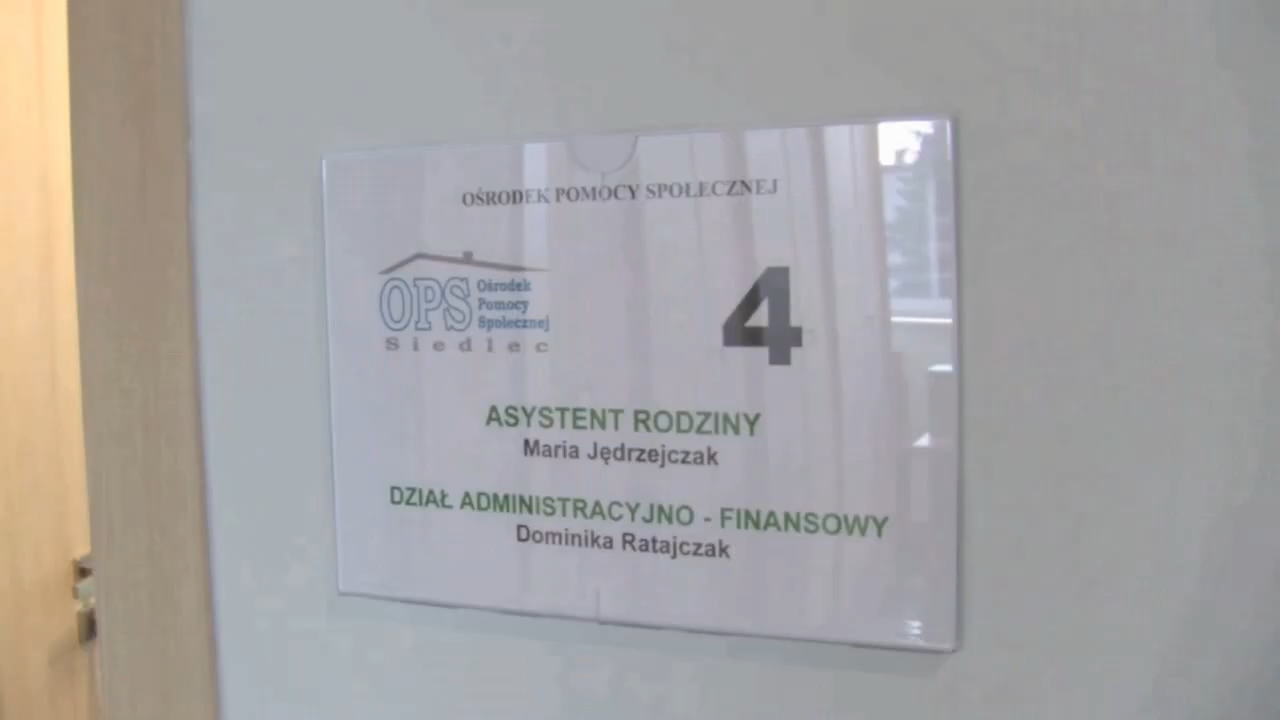 OŚRODEK POMOCY SPOŁECZNEJ
OPS
Ośrodek
Pomocy
Społecznej
Siedlec
4
ASYSTENT RODZINY
Maria Jędrzejczak
DZIAŁ ADMINISTRACYJNO - FINANSOWY
Dominika Ratajczak